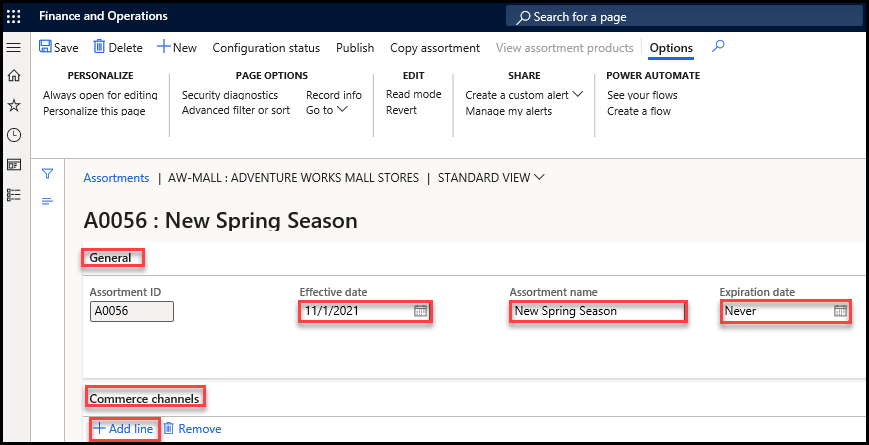 Finance and Operations
Search for a page
Save Delete New Configuration status Publish Copy assortment View assortment products Options
PERSONALIZE
Always open for editing
Personalize this page
PAGE OPTIONS
Security diagnostics
Advanced filter or sort
Record info
Go to
EDIT
Read mode
Revert
SHARE
Create a custom alert
Manage my alerts
POWER AUTOMATE
See your flows
Create a flow
Assortments | AW-MALL : ADVENTURE WORKS MALL STORES | STANDARD VIEW
A0056 : New Spring Season
General
Assortment ID
A0056
Effective date
11/1/2021
Assortment name
New Spring Season
Expiration date
Never
Commerce channels
Add line Remove